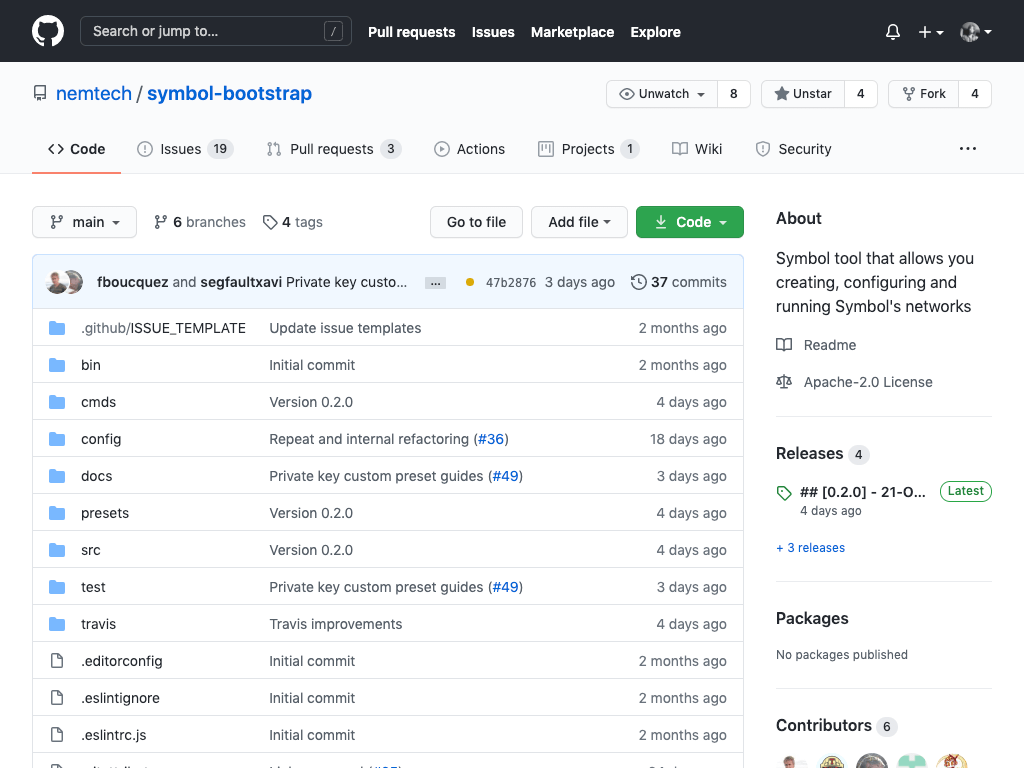 Search or jump to... /
Pull requests Issues Marketplace Explore
nemtech / symbol-bootstrap
Unwatch 8 Unstar 4 Fork 4
Code Issues 19 Pull requests 3 Actions Projects 1 Wiki Security ...
main 6 branches 4 tags Go to file Add file Code
fboucquez and segfaultxavi Private key custo... ... 47b2876 3 days ago 37 commits
.github/ISSUE_TEMPLATE Update issue templates 2 months ago
bin Initial commit 2 months ago
cmds Version 0.2.0 4 days ago
config Repeat and internal refactoring (#36) 18 days ago
docs Private key custom preset guides (#49) 3 days ago
presets Version 0.2.0 4 days ago
src Version 0.2.0 4 days ago
test Private key custom preset guides (#49) 3 days ago
travis Travis improvements 4 days ago
.editorconfig Initial commit 2 months ago
.eslintignore Initial commit 2 months ago
.eslintrc.js Initial commit 2 months ago
About
Symbol tool that allows you
creating, configuring and
running Symbol's networks
Readme
Apache-2.0 License
Releases 4
## [0.2.0] - 21-O... Latest
4 days ago
+ 3 releases
Packages
No packages published
Contributors 6